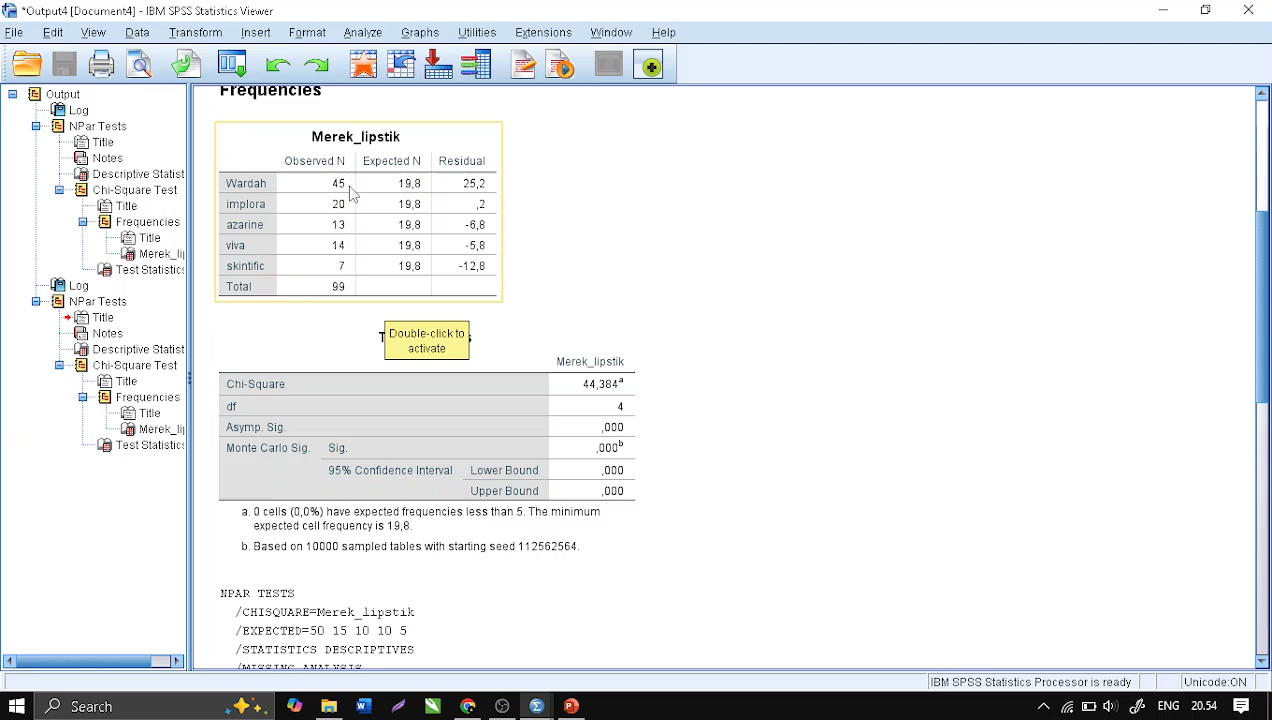 *Output4 [Document4] - IBM SPSS Statistics Viewer
File Edit View Data Transform Insert Format Analyze Graphs Utilities Extensions Window Help
Output
Log
NPar Tests
Title
Notes
Descriptive Statist
Chi-Square Test
Title
Frequencies
Title
Merek_li
Test Statistic
Log
NPar Tests
Title
Notes
Descriptive Statist
Chi-Square Test
Title
Frequencies
Title
Merek_li
Test Statistic
Frequencies
Merek_lipstik
Observed N Expected N Residual
Wardah 45 19,8 25,2
implora 20 19,8 ,2
azarine 13 19,8 -6,8
viva 14 19,8 -5,8
skintific 7 19,8 -12,8
Total 99
Double-click to
activate
Merek_lipstik
Chi-Square 44,384a
df 4
Asymp. Sig. ,000
Monte Carlo Sig. Sig. ,000b
95% Confidence Interval Lower Bound ,000
Upper Bound ,000
a. 0 cells (0,0%) have expected frequencies less than 5. The minimum
expected cell frequency is 19,8.
b. Based on 10000 sampled tables with starting seed 112562564.
NPAR TESTS
/CHISQUARE=Merek_lipstik
/EXPECTED=50 15 10 10 5
/STATISTICS DESCRIPTIVES
/MISSING ANALYSIS
IBM SPSS Statistics Processor is ready Unicode:ON
Search ENG 20.54